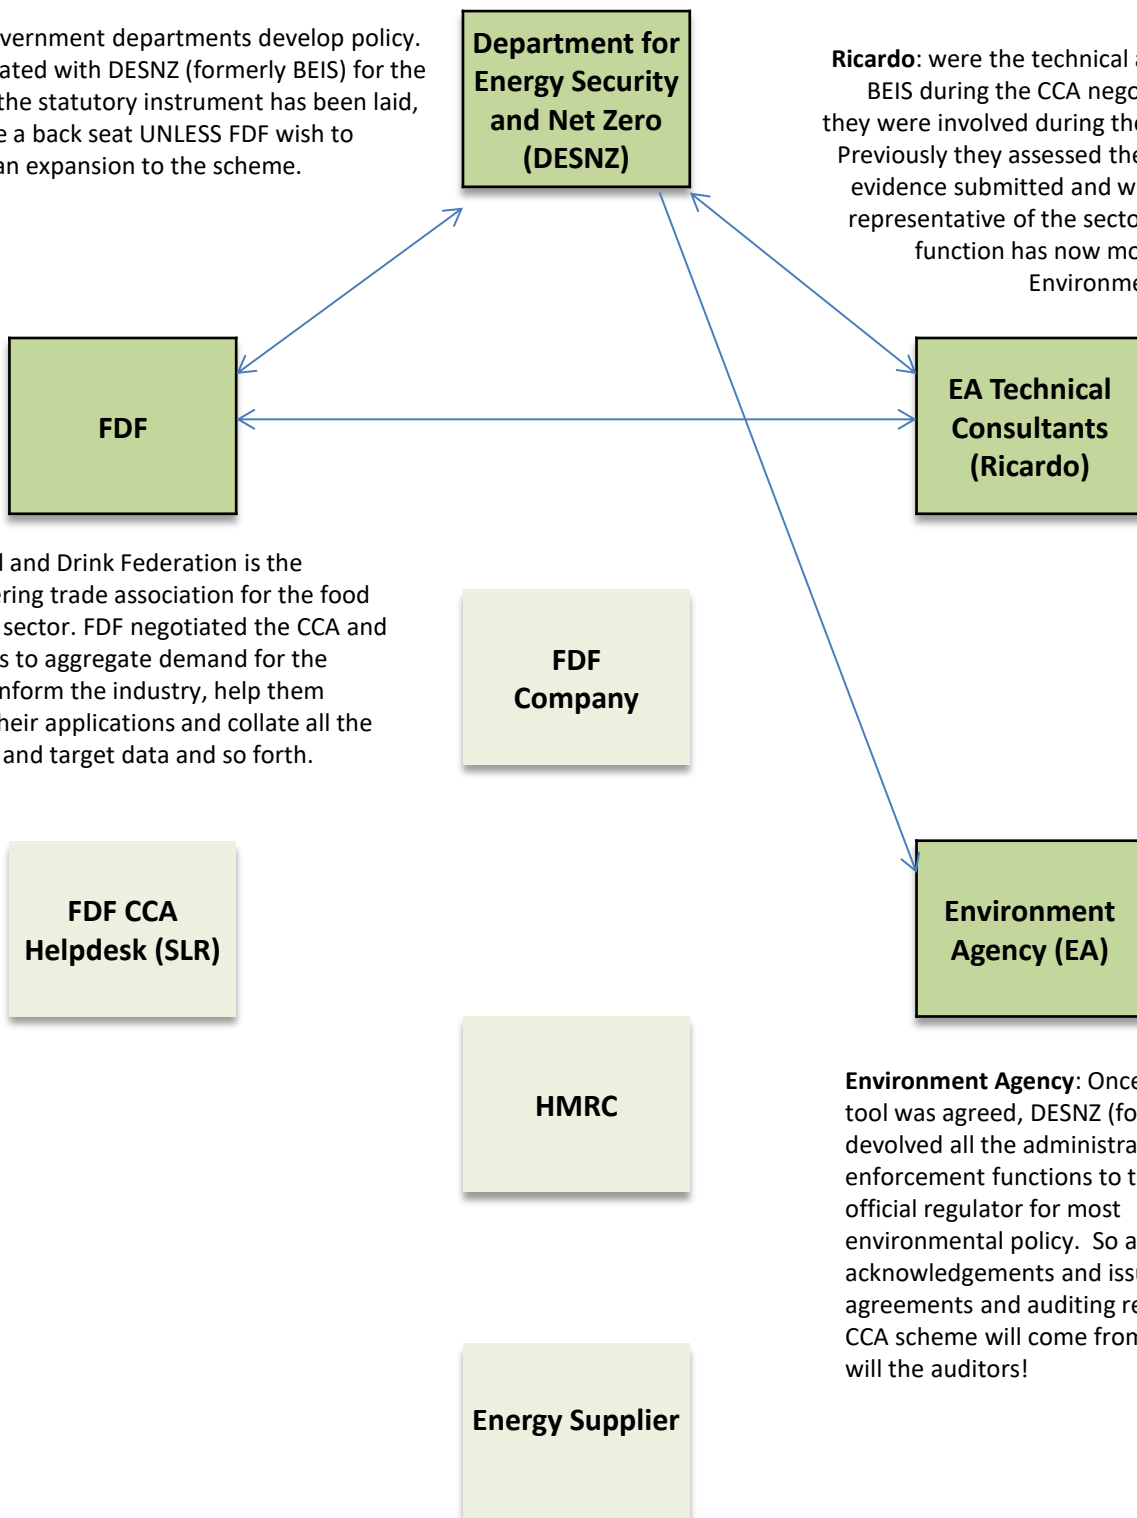 vernment departments develop policy.
ated with DESNZ (formerly BEIS) for the
the statutory instrument has been laid,
e a back seat UNLESS FDF wish to
an expansion to the scheme.
Department for
Energy Security
and Net Zero
(DESNZ)
Ricardo: were the technical a
BEIS during the CCA nego
they were involved during the
Previously they assessed the
evidence submitted and w
representative of the secto
function has now mo
Environme
FDF
EA Technical
Consultants
(Ricardo)
d and Drink Federation is the
ering trade association for the food
sector. FDF negotiated the CCA and
s to aggregate demand for the
nform the industry, help them
heir applications and collate all the
and target data and so forth.
FDF
Company
FDF CCA
Helpdesk (SLR)
Environment
Agency (EA)
HMRC
Environment Agency: Once
tool was agreed, DESNZ (fo
devolved all the administra
enforcement functions to t
official regulator for most
environmental policy. So a
acknowledgements and issu
agreements and auditing re
CCA scheme will come from
will the auditors!
Energy Supplier